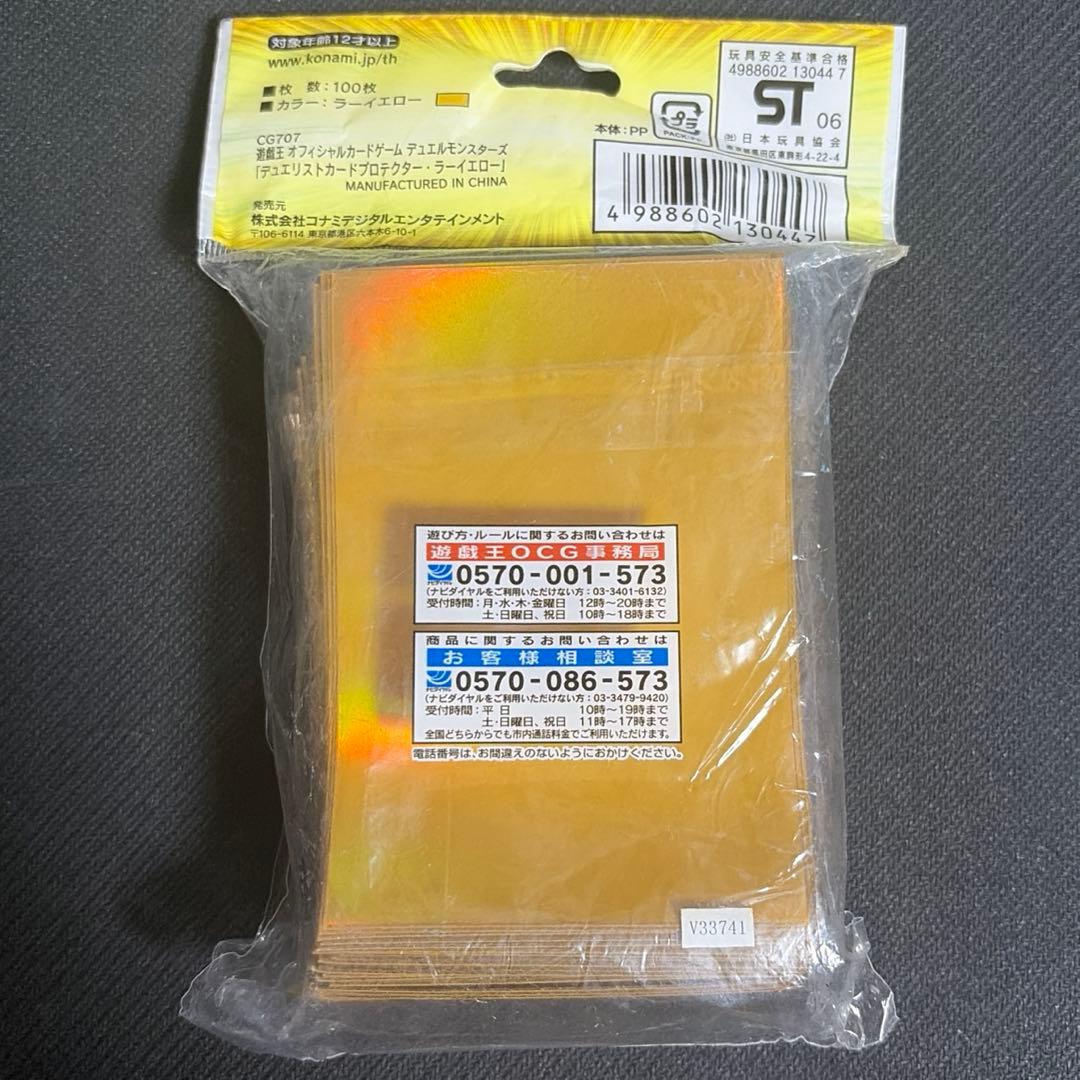 対象年齢12才以上
www.konami.jp/th
■枚 数：100枚
■カラー：ラーイエロー
CG707
遊戯王 オフィシャルカードゲーム デュエルモンスターズ
「デュエリストカードプロテクター・ラーイエロー」
MANUFACTURED IN CHINA
発売元
株式会社コナミデジタルエンタテインメント
〒106-6114 東京都港区六本木6-10-1
本体：PP
プラ
玩具安全基準合格
4988602 13044 7
ST 06
(社)日本玩具協会
東京都墨田区東駒形4-22-4
4 988602 130447
遊び方・ルールに関するお問い合わせは
遊戯王OCG事務局
0570-001-573
(ナビダイヤルをご利用いただけない方：03-3401-6132)
受付時間：月・水・木・金曜日 12時～20時まで
土・日曜日、祝日 10時～18時まで
商品に関するお問い合わせは
お客様相談室
0570-086-573
(ナビダイヤルをご利用いただけない方：03-3479-9420)
受付時間：平 日 10時～19時まで
土・日曜日、祝日 11時～17時まで
全国どちらからでも市内通話料金でご利用いただけます。
電話番号は、お間違えのないようにおかけください。
V33741